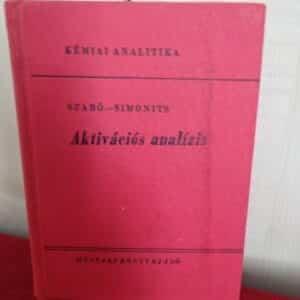 KÉMIAI ANALITIKA
SZABÓ—SIMONITS
Aktivációs analízis
MŰSZAKI KÖNYVKIADÓ